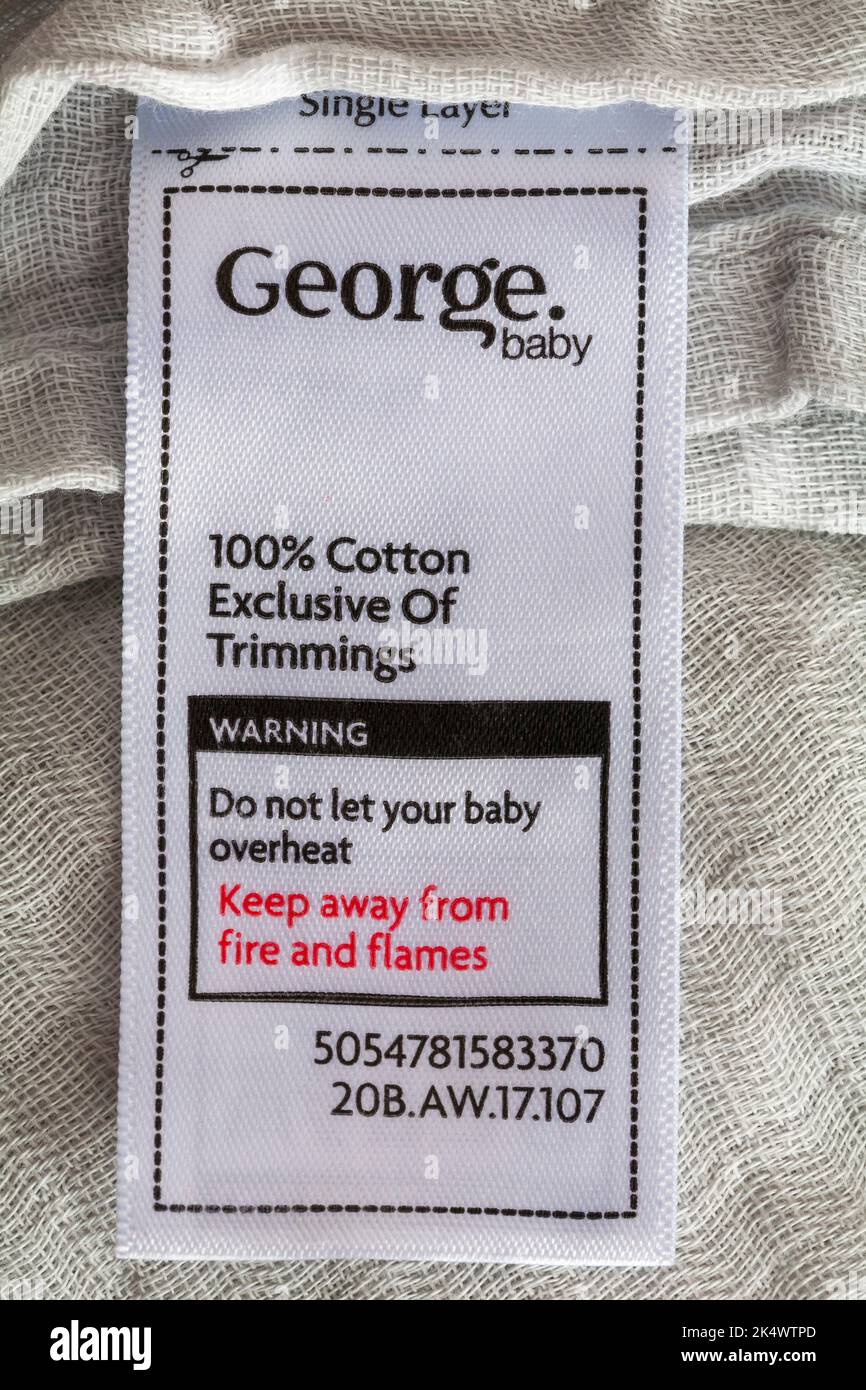 Single Layer
George.
baby
100% Cotton
Exclusive Of
Trimmings
WARNING
Do not let your baby
overheat
Keep away from
fire and flames
5054781583370
20B.AW.17.107
alamy
Image ID: 2K4WTPD
www.alamy.com